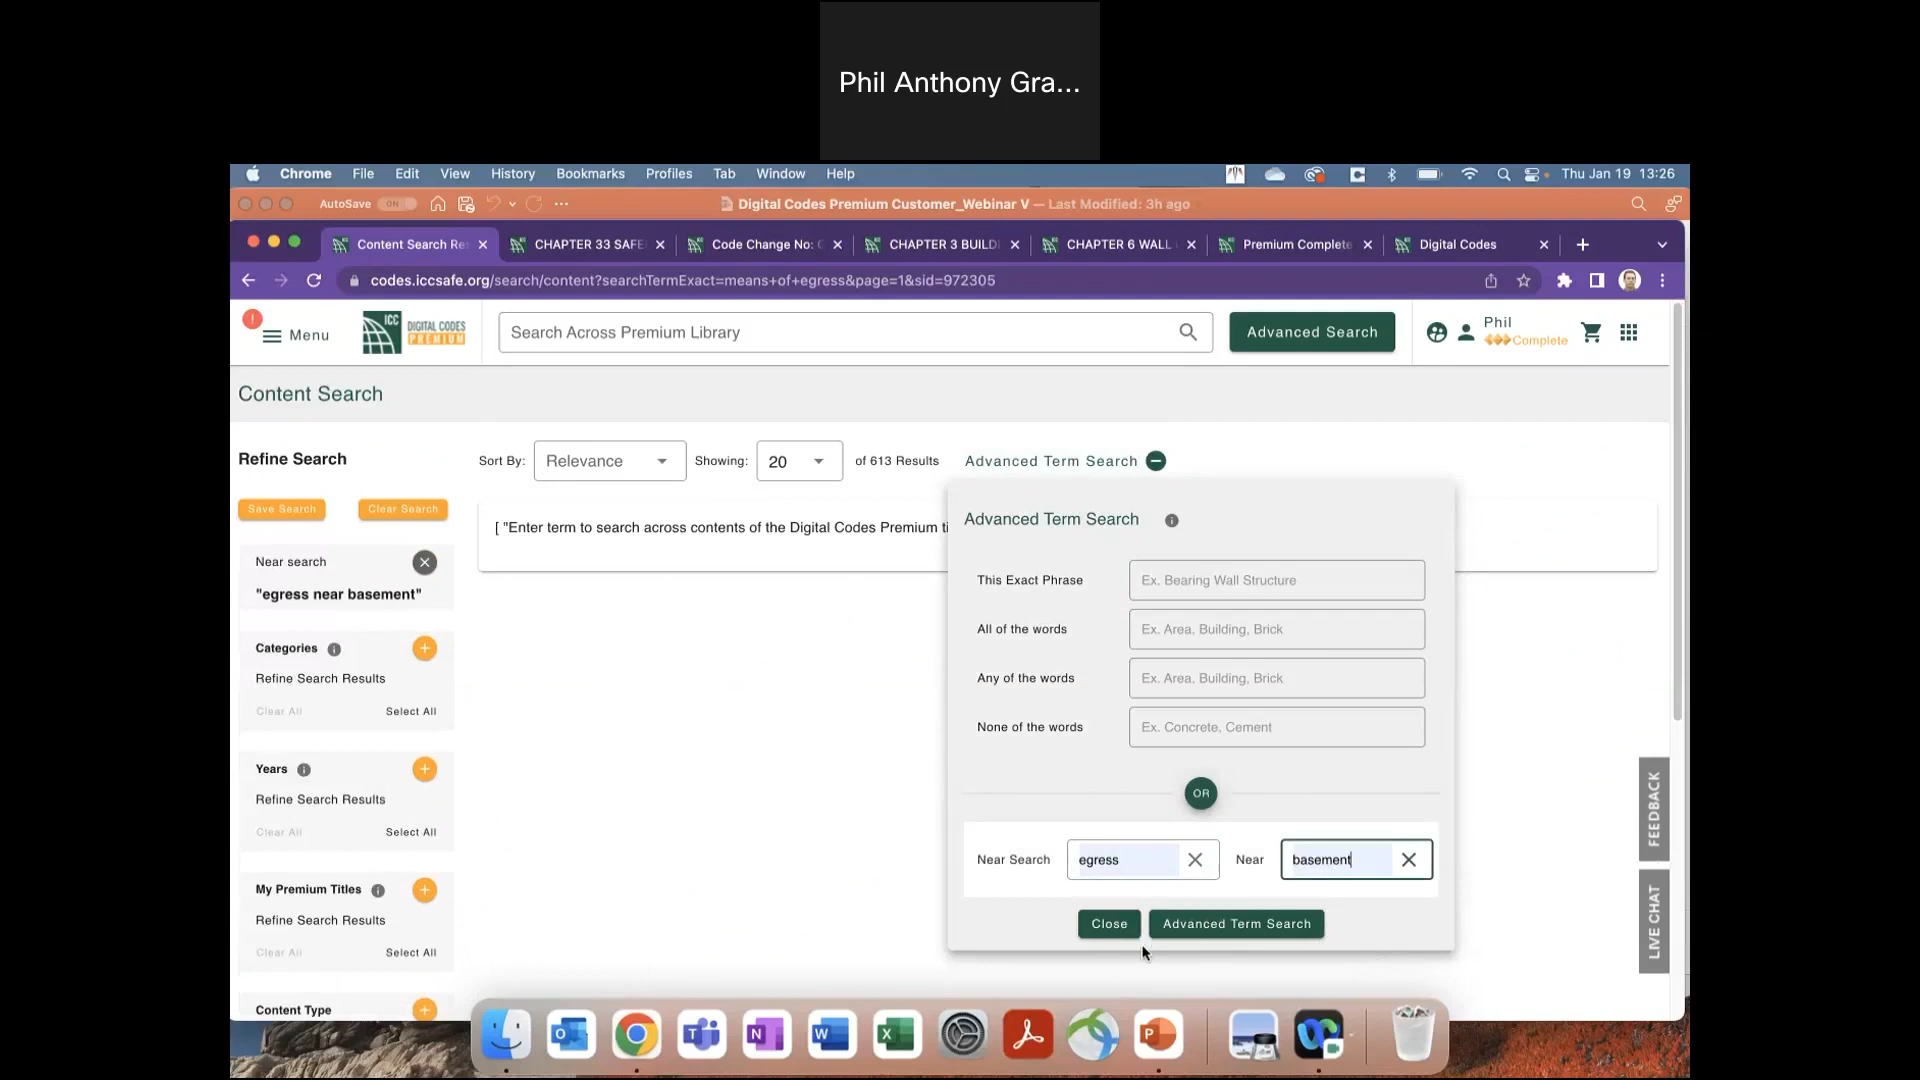 Phil Anthony Gra...
Chrome File Edit View History Bookmarks Profiles Tab Window Help Thu Jan 19 13:26
AutoSave ON ... Digital Codes Premium Customer_Webinar V — Last Modified: 3h ago
Content Search Re CHAPTER 33 SAFE Code Change No: CHAPTER 3 BUILD CHAPTER 6 WALL Premium Complete Digital Codes
codes.iccsafe.org/search/content?searchTermExact=means+of+egress&page=1&sid=972305
Menu
ICC DIGITAL CODES PREMIUM
Search Across Premium Library
Advanced Search
Phil
Complete
Content Search
Refine Search
Sort By: Relevance Showing: 20 of 613 Results Advanced Term Search
Save Search Clear Search
[ "Enter term to search across contents of the Digital Codes Premium ti
Near search
"egress near basement"
Categories
Refine Search Results
Clear All Select All
Years
Refine Search Results
Clear All Select All
My Premium Titles
Refine Search Results
Clear All Select All
Content Type
Advanced Term Search
This Exact Phrase Ex. Bearing Wall Structure
All of the words Ex. Area, Building, Brick
Any of the words Ex. Area, Building, Brick
None of the words Ex. Concrete, Cement
OR
Near Search egress Near basement
Close Advanced Term Search
FEEDBACK
LIVE CHAT